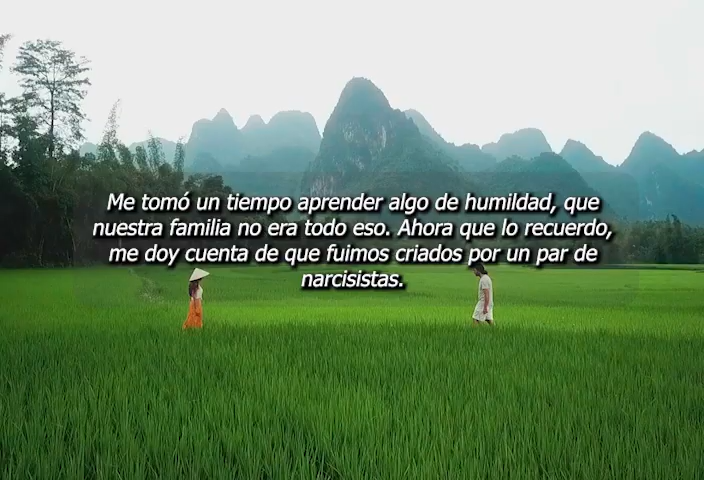 Me tomó un tiempo aprender algo de humildad, que
nuestra familia no era todo eso. Ahora que lo recuerdo,
me doy cuenta de que fuimos criados por un par de
narcisistas.